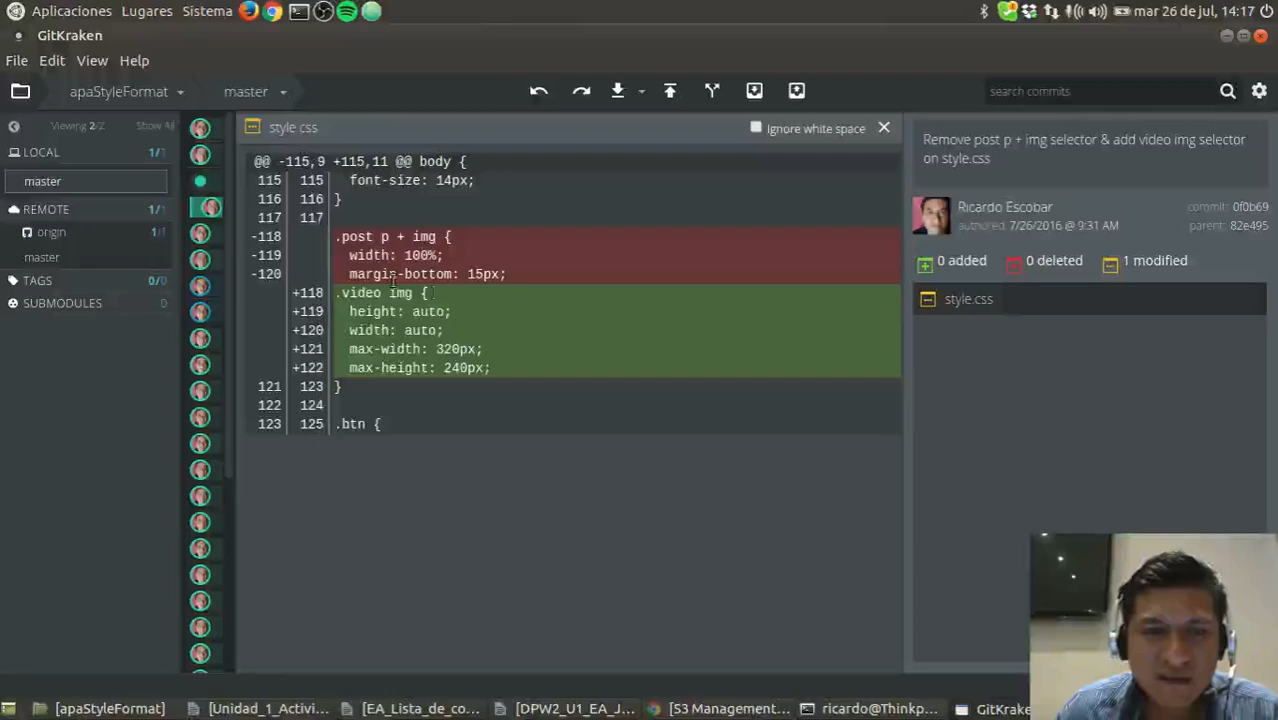 Aplicaciones Lugares Sistema mar 26 de jul, 14:17
GitKraken
File Edit View Help
apaStyleFormat master search commits
Viewing 2/2 Show All
LOCAL 1/1
master
REMOTE 1/1
origin 1/1
master
TAGS 0/0
SUBMODULES 0
style.css Ignore white space
@@ -115,9 +115,11 @@ body {
115 115 font-size: 14px;
116 116 }
117 117
-118 .post p + img {
-119 width: 100%;
-120 margin-bottom: 15px;
+118 .video img {
+119 height: auto;
+120 width: auto;
+121 max-width: 320px;
+122 max-height: 240px;
121 123 }
122 124
123 125 .btn {
Remove post p + img selector & add video img selector
on style.css
Ricardo Escobar commit: 0f0b69
authored: 7/26/2016 @ 9:31 AM parent: 82e495
0 added 0 deleted 1 modified
style.css
[apaStyleFormat] [Unidad_1_Activi... [EA_Lista_de_co... [DPW2_U1_EA_J... [S3 Management... ricardo@Thinkp... GitKraken